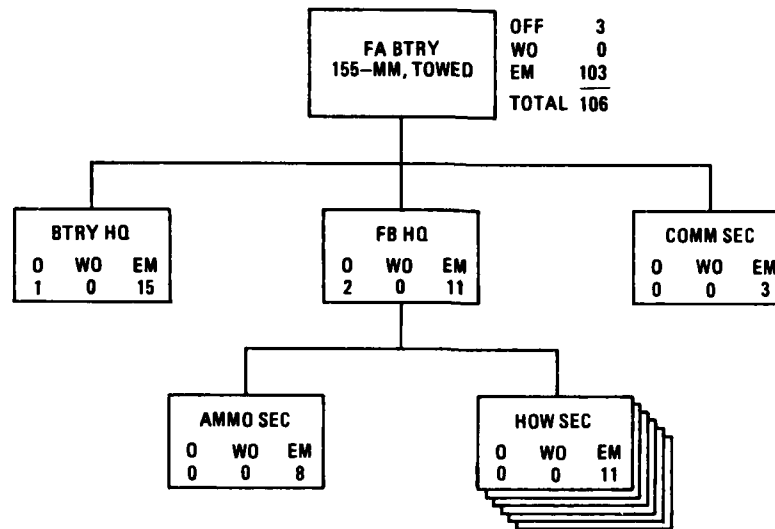 FA BTRY
155-MM, TOWED
OFF 3
WO 0
EM 103
TOTAL 106
BTRY HQ
O WO EM
1 0 15
FB HQ
O WO EM
2 0 11
COMM SEC
O WO EM
0 0 3
AMMO SEC
O WO EM
0 0 8
HOW SEC
O WO EM
0 0 11